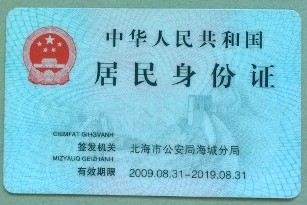 中华人民共和国
居民身份证
GIEMFAT GIHGVANH
签发机关 北海市公安局海城分局
MIZYAUQ GEIZHANH
有效期限 2009.08.31-2019.08.31